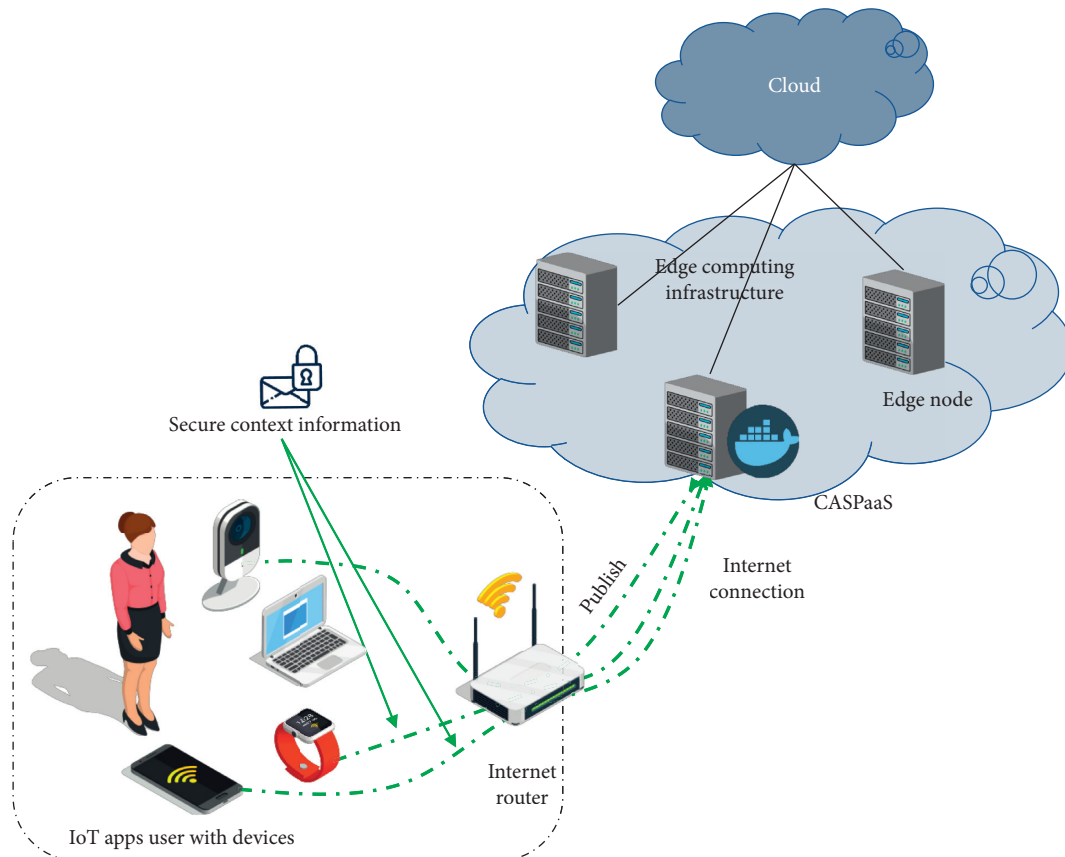 Cloud
Edge computing
infrastructure
Edge node
Secure context information
CASPaaS
Publish
Internet
connection
Internet
router
IoT apps user with devices